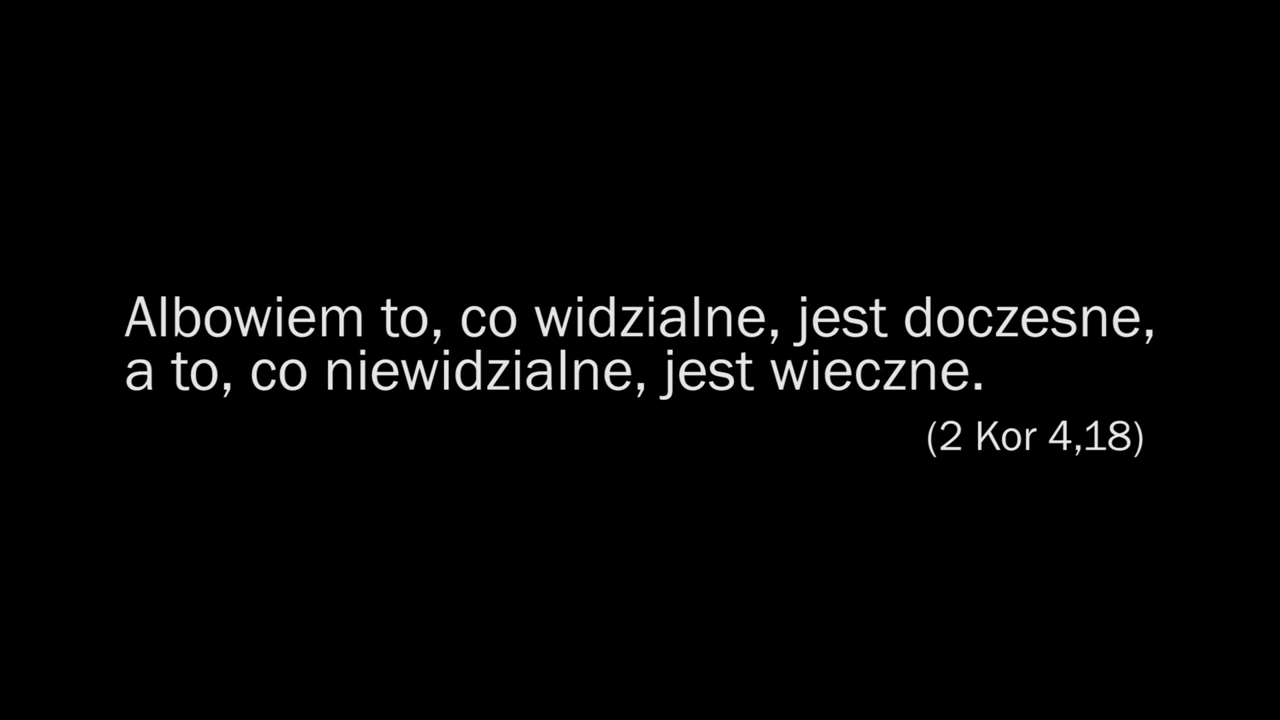 Albowiem to, co widzialne, jest doczesne,
a to, co niewidzialne, jest wieczne.
(2 Kor 4,18)